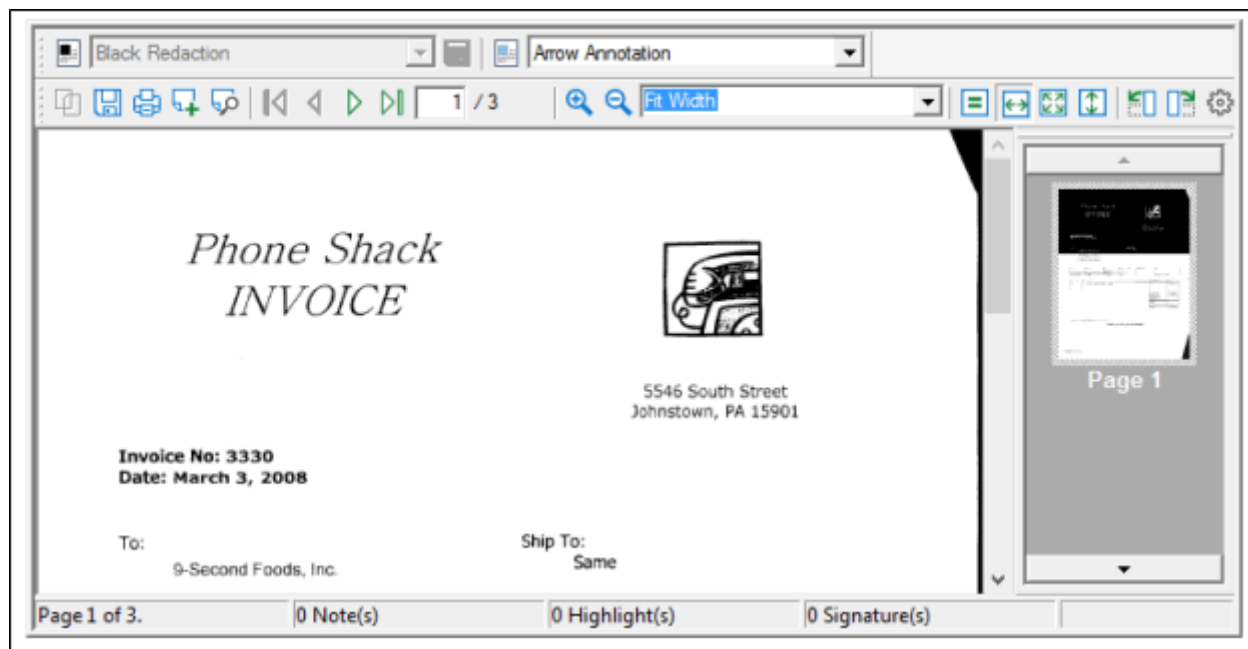 Black Redaction
Arrow Annotation
1 / 3
Fit Width
Phone Shack
INVOICE
5546 South Street
Johnstown, PA 15901
Invoice No: 3330
Date: March 3, 2008
To:
9-Second Foods, Inc.
Ship To:
Same
Page 1
Page 1 of 3.
0 Note(s)
0 Highlight(s)
0 Signature(s)